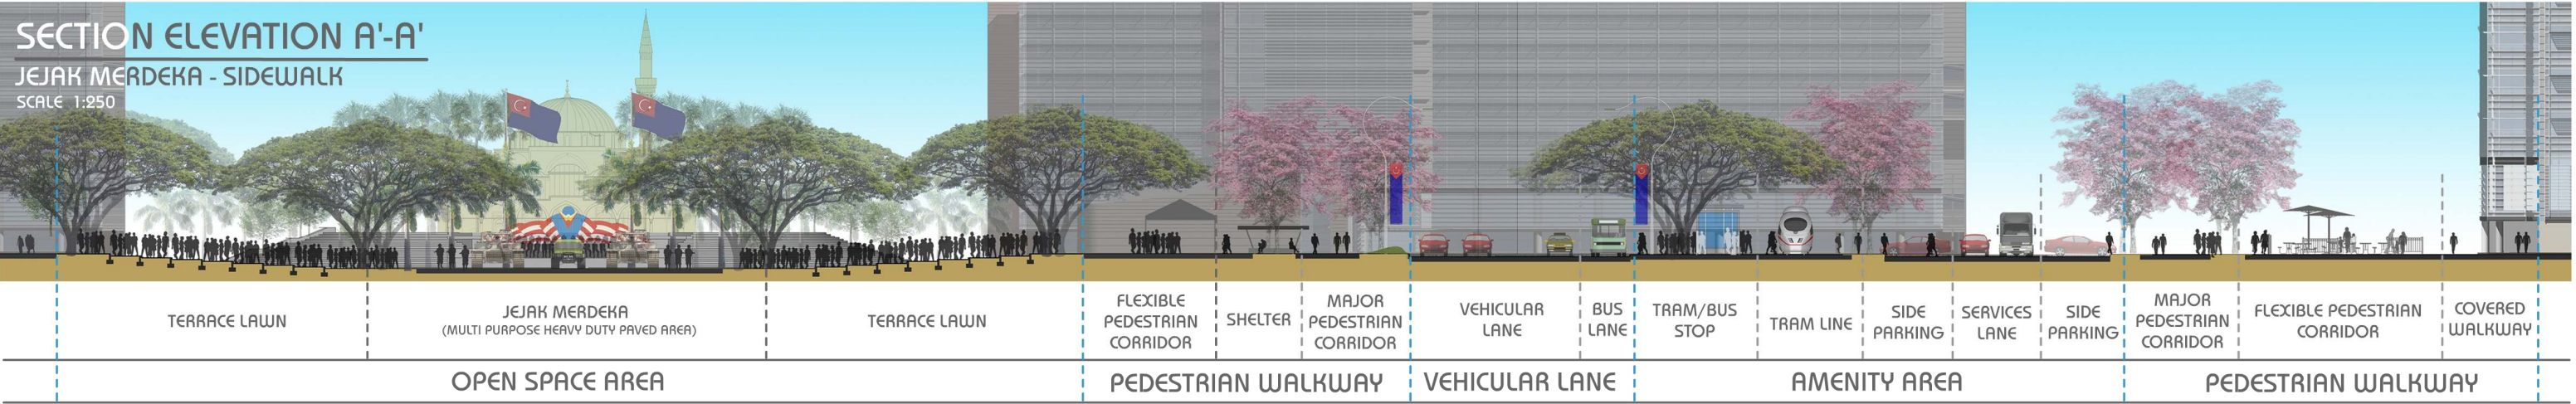 SECTION ELEVATION A'-A'
JEJAK MERDEKA - SIDEWALK
SCALE 1:250
TERRACE LAWN
JEJAK MERDEKA
(MULTI PURPOSE HEAVY DUTY PAVED AREA)
TERRACE LAWN
FLEXIBLE
PEDESTRIAN
CORRIDOR
SHELTER
MAJOR
PEDESTRIAN
CORRIDOR
VEHICULAR
LANE
BUS
LANE
TRAM/BUS
STOP
TRAM LINE
SIDE
PARKING
SERVICES
LANE
SIDE
PARKING
MAJOR
PEDESTRIAN
CORRIDOR
FLEXIBLE PEDESTRIAN
CORRIDOR
COVERED
WALKWAY
OPEN SPACE AREA
PEDESTRIAN WALKWAY
VEHICULAR LANE
AMENITY AREA
PEDESTRIAN WALKWAY